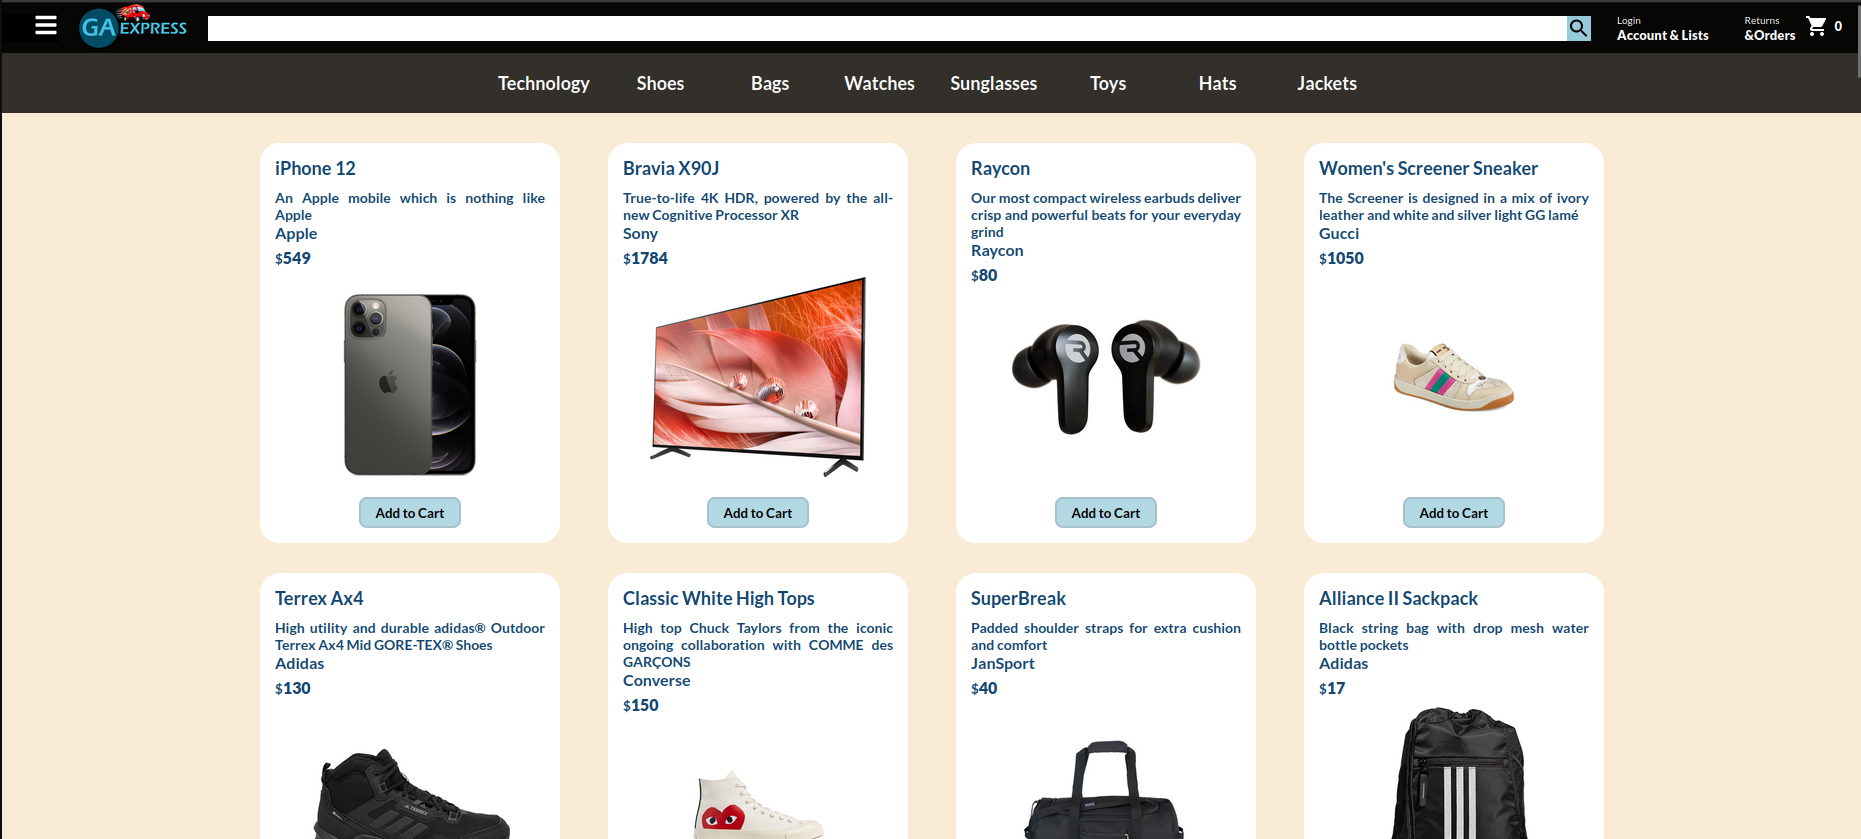 GA EXPRESS
Login
Account & Lists
Returns
&Orders
0
Technology
Shoes
Bags
Watches
Sunglasses
Toys
Hats
Jackets
iPhone 12
An Apple mobile which is nothing like
Apple
Apple
$549
Add to Cart
Bravia X90J
True-to-life 4K HDR, powered by the all-
new Cognitive Processor XR
Sony
$1784
Add to Cart
Raycon
Our most compact wireless earbuds deliver
crisp and powerful beats for your everyday
grind
Raycon
$80
Add to Cart
Women's Screener Sneaker
The Screener is designed in a mix of ivory
leather and white and silver light GG lamé
Gucci
$1050
Add to Cart
Terrex Ax4
High utility and durable adidas® Outdoor
Terrex Ax4 Mid GORE-TEX® Shoes
Adidas
$130
Classic White High Tops
High top Chuck Taylors from the iconic
ongoing collaboration with COMME des
GARÇONS
Converse
$150
SuperBreak
Padded shoulder straps for extra cushion
and comfort
JanSport
$40
Alliance II Sackpack
Black string bag with drop mesh water
bottle pockets
Adidas
$17